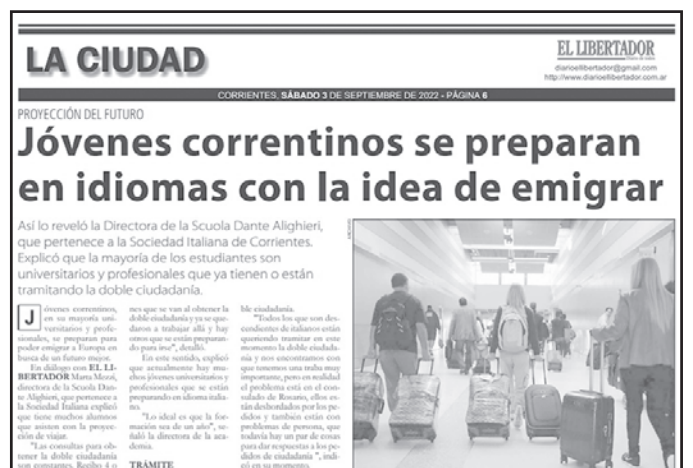 LA CIUDAD
EL LIBERTADOR
diarioellibertador@gmail.com
http://www.diarioellibertador.com.ar
CORRIENTES, SÁBADO 3 DE SEPTIEMBRE DE 2022 - PÁGINA 6
PROYECCIÓN DEL FUTURO
Jóvenes correntinos se preparan
en idiomas con la idea de emigrar
Así lo reveló la Directora de la Scuola Dante Alighieri,
que pertenece a la Sociedad Italiana de Corrientes.
Explicó que la mayoría de los estudiantes son
universitarios y profesionales que ya tienen o están
tramitando la doble ciudadanía.
Jóvenes correntinos,
en su mayoría uni-
versitarios y profe-
sionales, se preparan para
poder emigrar a Europa en
busca de un futuro mejor.
En diálogo con EL LI-
BERTADOR Marta
directora de la Scuola Dan-
te Alighieri, que pertenece a
la Sociedad Italiana explicó
que tiene muchos alumnos
que asisten con la proyec-
ción de viajar.
"Las consultas para ob-
tener la doble ciudadanía
son constantes. Recibo 4 o
nes que se van al obtener la
doble ciudadanía y ya se que-
daron a trabajar allá y hay
otros que se están preparan-
do para irse", detalló.
En este sentido, explicó
que actualmente hay mu-
chos jóvenes universitarios y
profesionales que se están
preparando en idioma italia-
no.
"Lo ideal es que la for-
mación sea de un año", se-
ñaló la directora de la aca-
demia.
TRÁMITE
ble ciudadanía.
"Todos los que son des-
cendientes de italianos están
queriendo tramitar en este
momento la doble ciudada-
nía y nos encontramos con
que tenemos una traba muy
importante, pero en realidad
el problema está en el con-
sulado de Rosario, ellos es-
tán desbordados por los pe-
didos y también están con
problemas de persona, que
todavía hay un par de cosas
para dar respuestas a los pe-
didos de ciudadanía ", indi-
có en su momento.